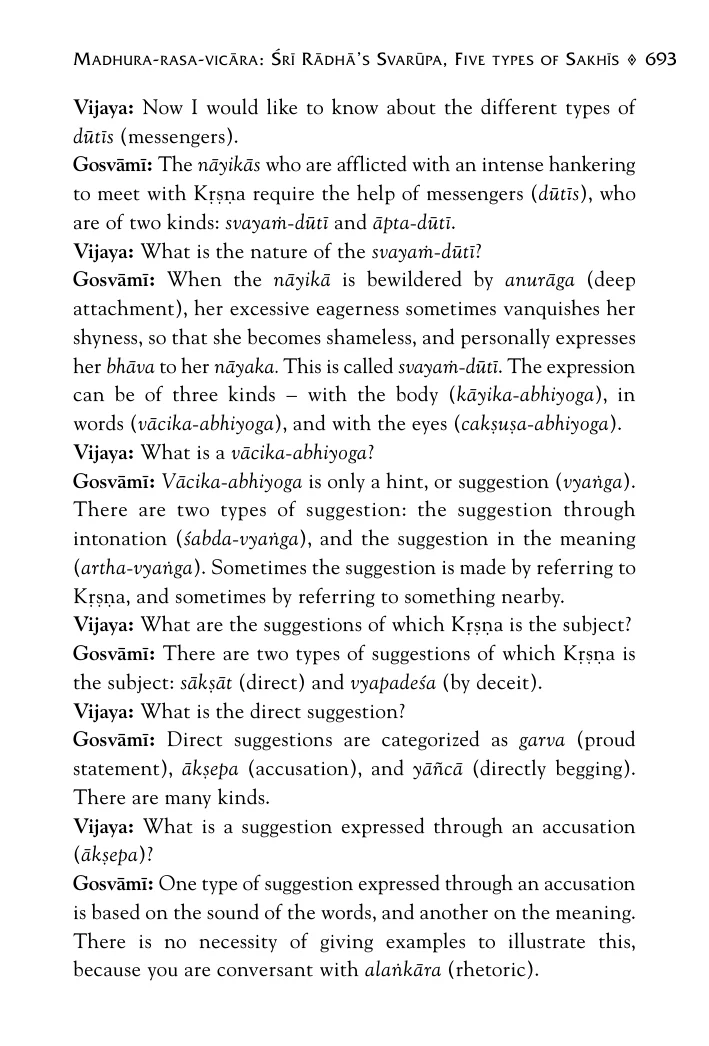 Madhura-rasa-vicāra: Śrī Rādhā's Svarūpa, Five types of Sakhīs ◊ 693
Vijaya: Now I would like to know about the different types of
dūtīs (messengers).
Gosvāmī: The nāyikās who are afflicted with an intense hankering
to meet with Kṛṣṇa require the help of messengers (dūtīs), who
are of two kinds: svayaṁ-dūtī and āpta-dūtī.
Vijaya: What is the nature of the svayaṁ-dūtī?
Gosvāmī: When the nāyikā is bewildered by anurāga (deep
attachment), her excessive eagerness sometimes vanquishes her
shyness, so that she becomes shameless, and personally expresses
her bhāva to her nāyaka. This is called svayaṁ-dūtī. The expression
can be of three kinds – with the body (kāyika-abhiyoga), in
words (vācika-abhiyoga), and with the eyes (cakṣuṣa-abhiyoga).
Vijaya: What is a vācika-abhiyoga?
Gosvāmī: Vācika-abhiyoga is only a hint, or suggestion (vyaṅga).
There are two types of suggestion: the suggestion through
intonation (śabda-vyaṅga), and the suggestion in the meaning
(artha-vyaṅga). Sometimes the suggestion is made by referring to
Kṛṣṇa, and sometimes by referring to something nearby.
Vijaya: What are the suggestions of which Kṛṣṇa is the subject?
Gosvāmī: There are two types of suggestions of which Kṛṣṇa is
the subject: sākṣāt (direct) and vyapadeśa (by deceit).
Vijaya: What is the direct suggestion?
Gosvāmī: Direct suggestions are categorized as garva (proud
statement), ākṣepa (accusation), and yāñcā (directly begging).
There are many kinds.
Vijaya: What is a suggestion expressed through an accusation
(ākṣepa)?
Gosvāmī: One type of suggestion expressed through an accusation
is based on the sound of the words, and another on the meaning.
There is no necessity of giving examples to illustrate this,
because you are conversant with alaṅkāra (rhetoric).